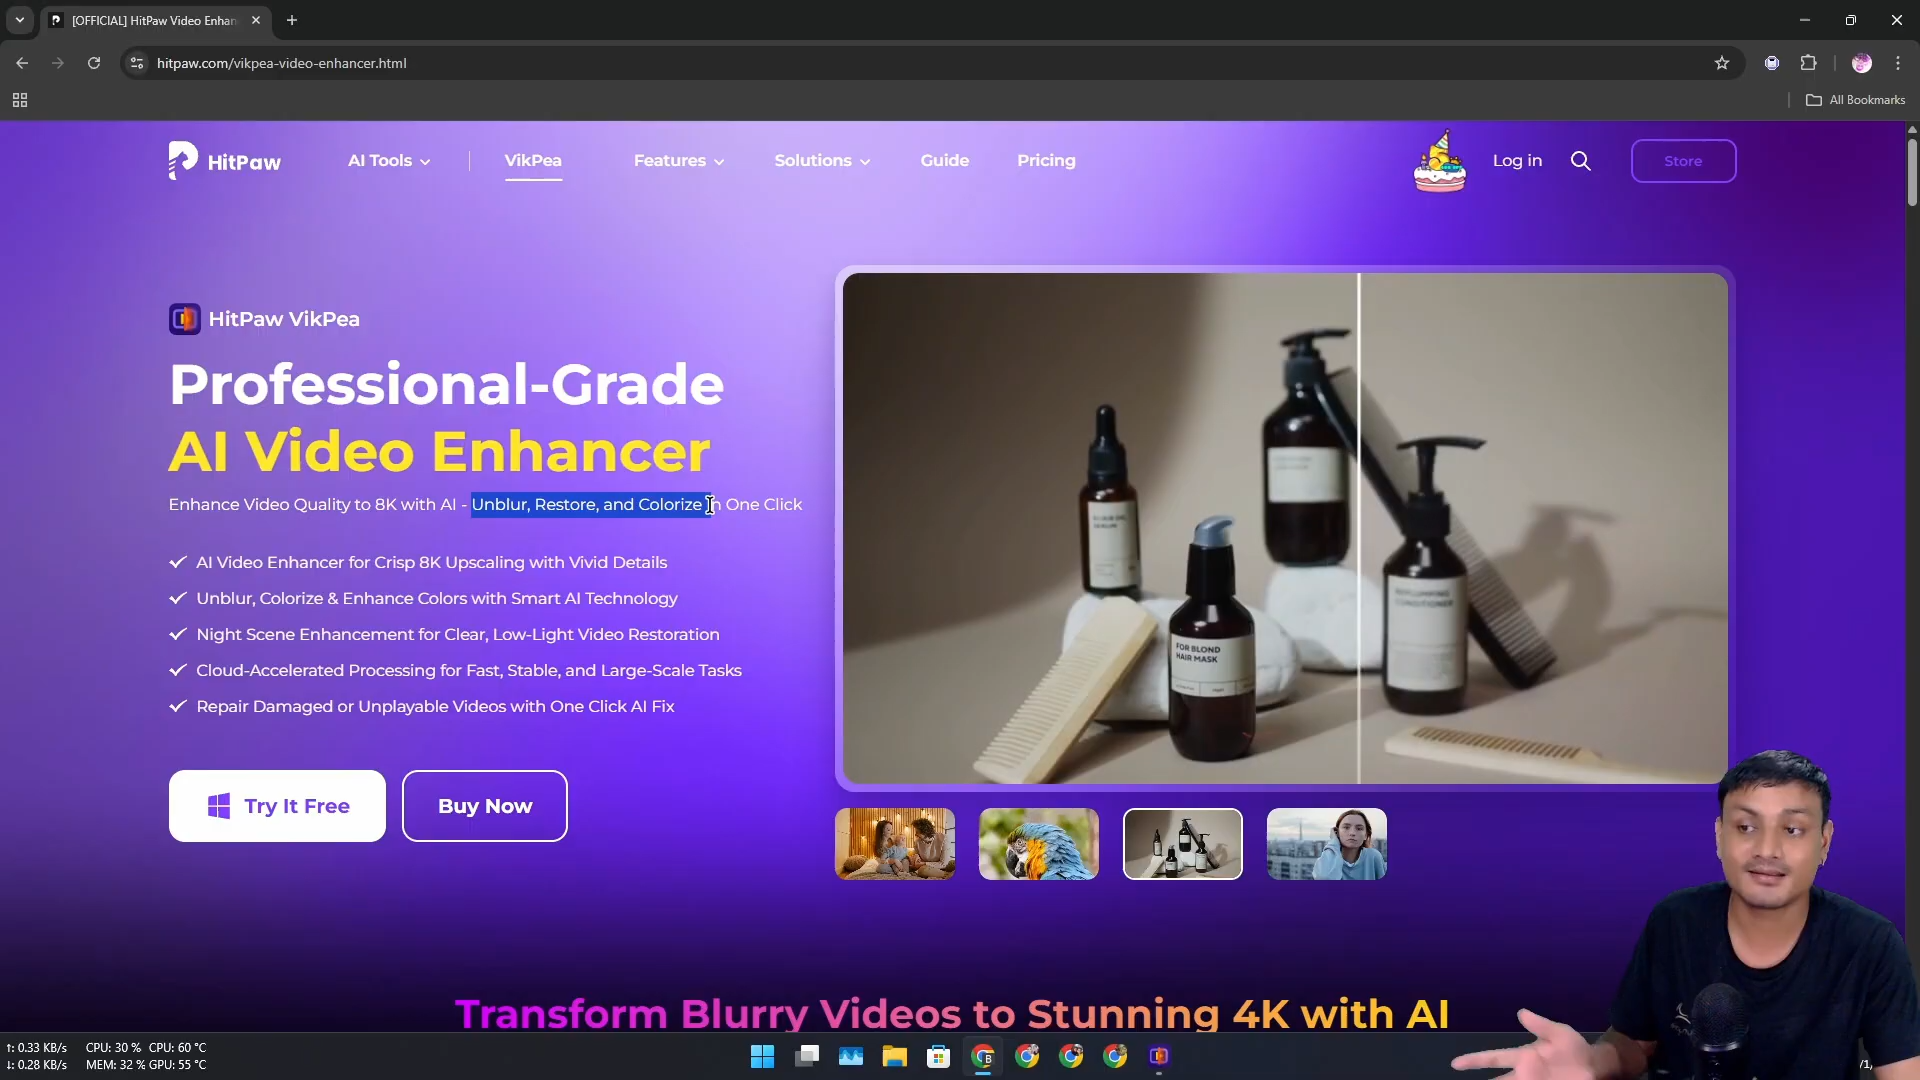 [OFFICIAL] HitPaw Video Enhan
hitpaw.com/vikpea-video-enhancer.html
All Bookmarks
HitPaw
AI Tools
VikPea
Features
Solutions
Guide
Pricing
Log in
Store
HitPaw VikPea
Professional-Grade
AI Video Enhancer
Enhance Video Quality to 8K with AI - Unblur, Restore, and Colorize in One Click
AI Video Enhancer for Crisp 8K Upscaling with Vivid Details
Unblur, Colorize & Enhance Colors with Smart AI Technology
Night Scene Enhancement for Clear, Low-Light Video Restoration
Cloud-Accelerated Processing for Fast, Stable, and Large-Scale Tasks
Repair Damaged or Unplayable Videos with One Click AI Fix
Try It Free
Buy Now
FOR BLOND
HAIR MASK
REPLUMPING
CONDITIONER
Transform Blurry Videos to Stunning 4K with AI
↑: 0.33 KB/s CPU: 30 % CPU: 60 °C
↓: 0.28 KB/s MEM: 32 % GPU: 55 °C